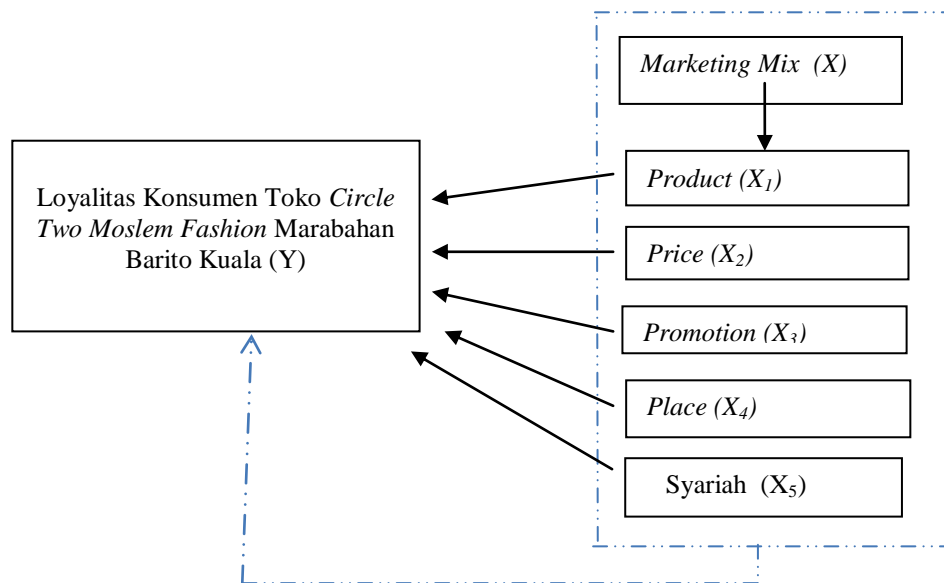 Marketing Mix (X)
Loyalitas Konsumen Toko Circle
Two Moslem Fashion Marabahan
Barito Kuala (Y)
Product (X1)
Price (X2)
Promotion (X3)
Place (X4)
Syariah (X5)